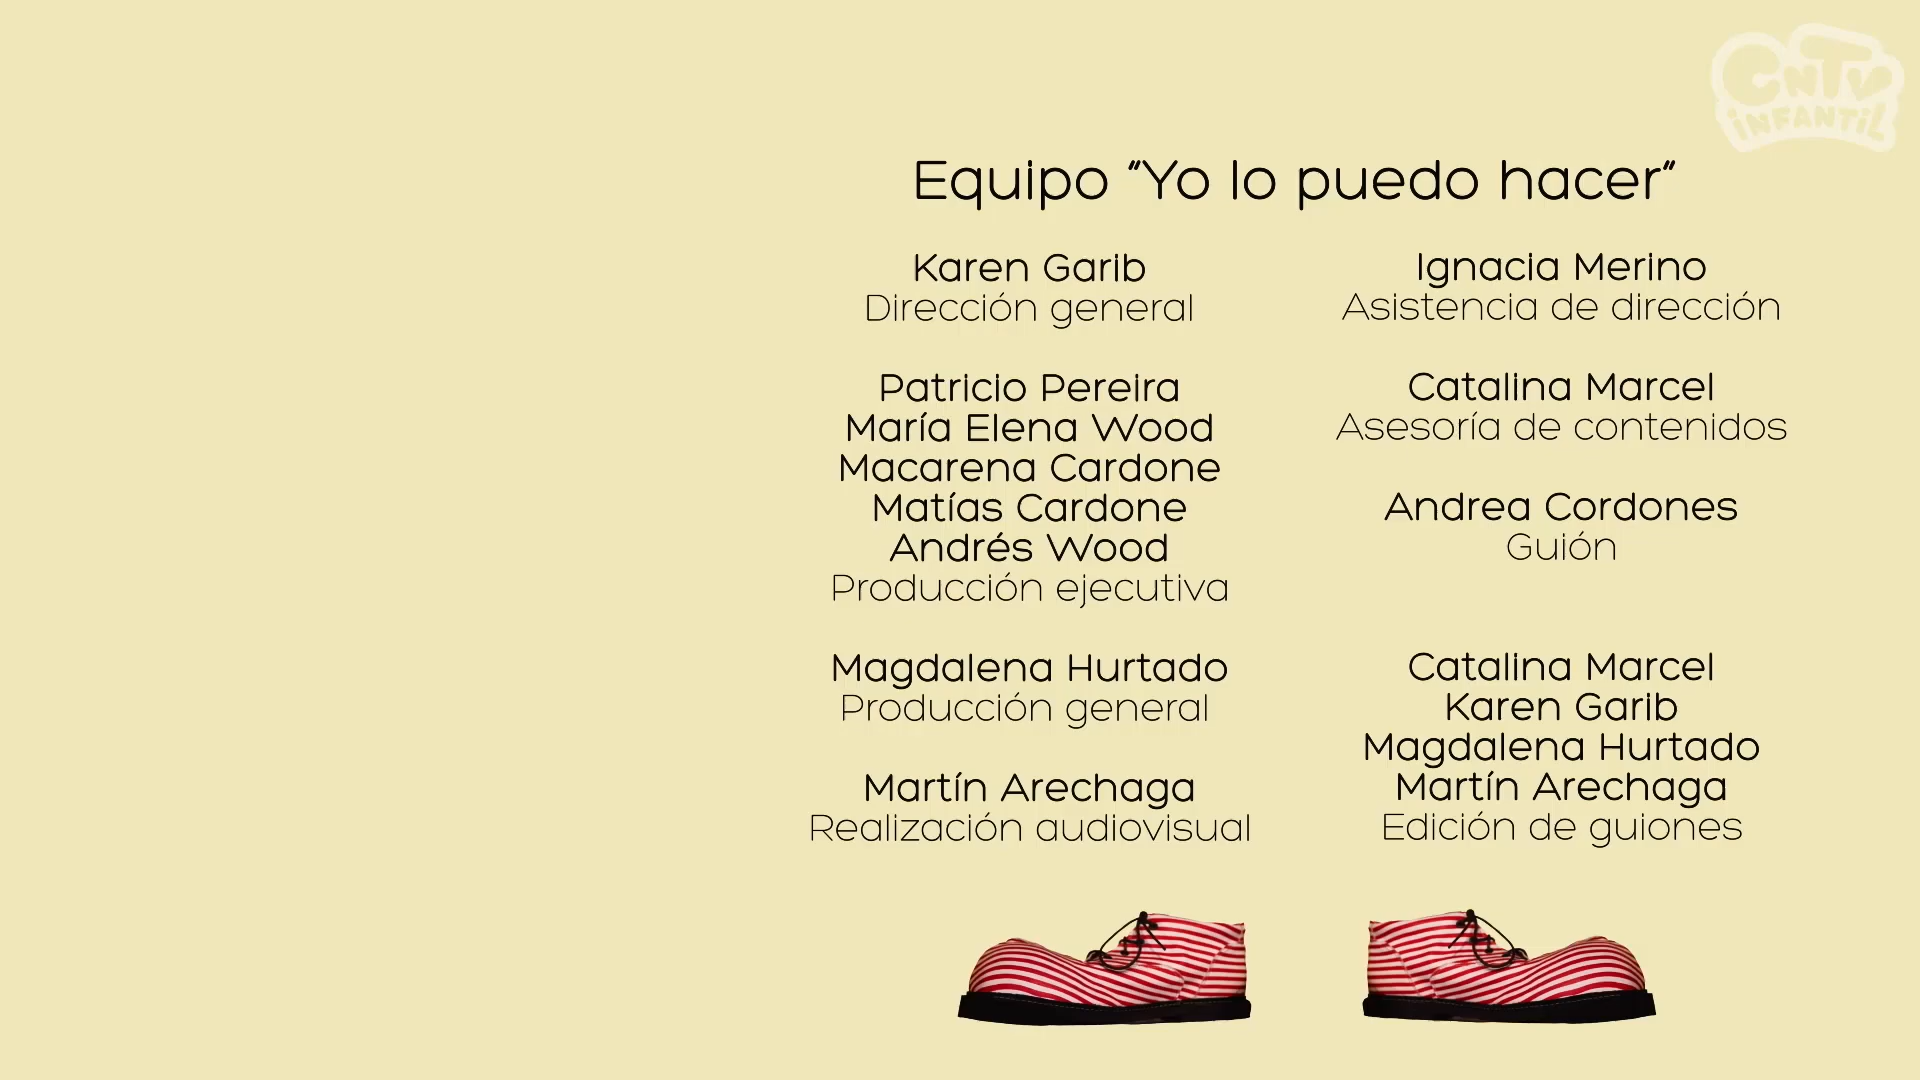 CNTV
INFANTIL
Equipo "Yo lo puedo hacer"
Karen Garib
Dirección general
Patricio Pereira
María Elena Wood
Macarena Cardone
Matías Cardone
Andrés Wood
Producción ejecutiva
Magdalena Hurtado
Producción general
Martín Arechaga
Realización audiovisual
Ignacia Merino
Asistencia de dirección
Catalina Marcel
Asesoría de contenidos
Andrea Cordones
Guión
Catalina Marcel
Karen Garib
Magdalena Hurtado
Martín Arechaga
Edición de guiones